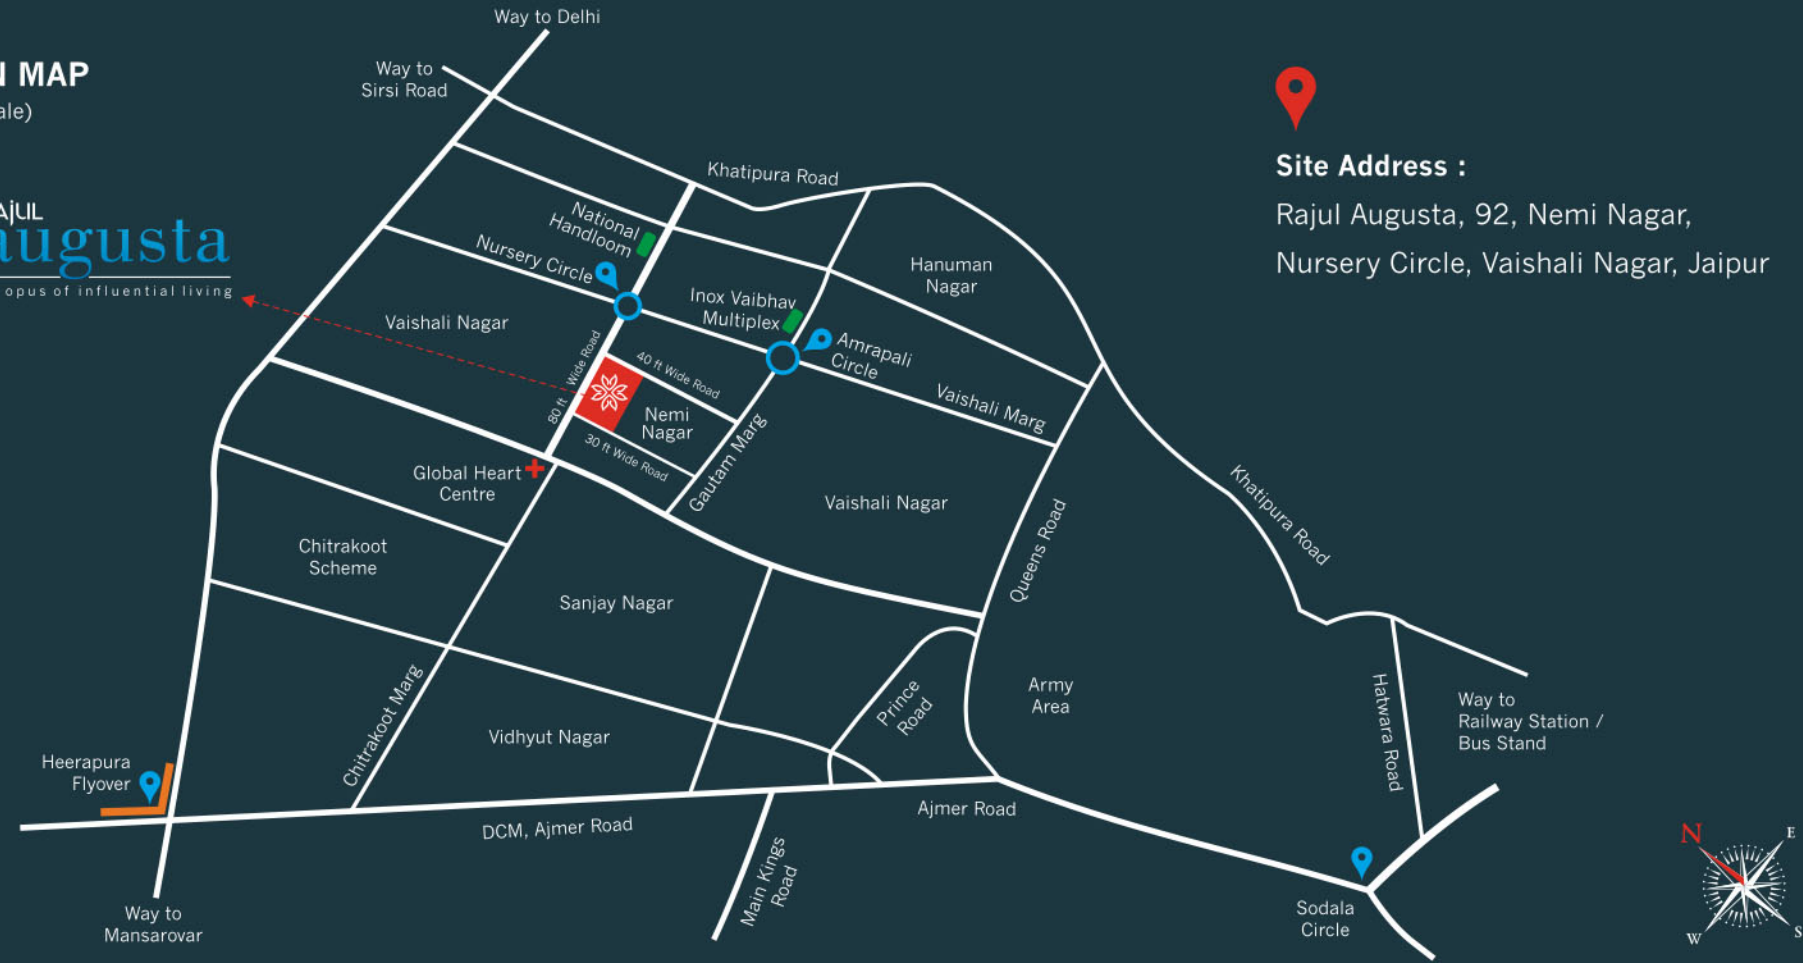 Way to Delhi
Way to
Sirsi Road
MAP
RAJUL
augusta
opus of influential living
Khatipura Road
National
Handloom
Nursery Circle
Inox Vaibhav
Multiplex
Hanuman
Nagar
Vaishali Nagar
Amrapali
Circle
Vaishali Marg
80 ft Wide Road
40 ft Wide Road
Nemi
Nagar
30 ft Wide Road
Gautam Marg
Global Heart
Centre
Vaishali Nagar
Queens Road
Khatipura Road
Chitrakoot
Scheme
Sanjay Nagar
Chitrakoot Marg
Prince
Road
Army
Area
Hatwara Road
Way to
Railway Station /
Bus Stand
Vidhyut Nagar
Heerapura
Flyover
DCM, Ajmer Road
Ajmer Road
Main Kings
Road
Way to
Mansarovar
Sodala
Circle
Site Address :
Rajul Augusta, 92, Nemi Nagar,
Nursery Circle, Vaishali Nagar, Jaipur
N
E
W
S